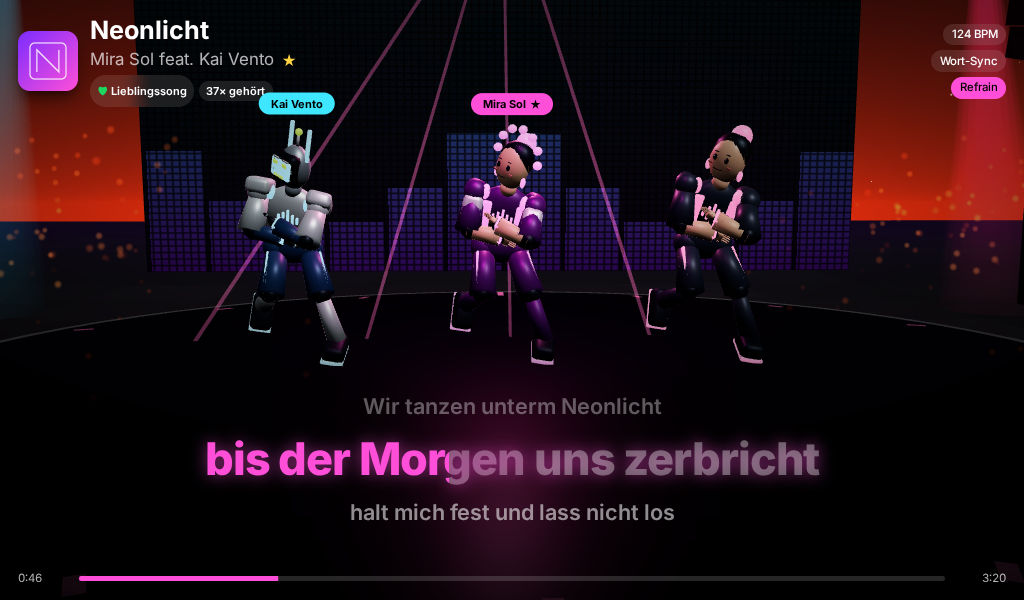 N
Neonlicht
Mira Sol feat. Kai Vento ★
Lieblingssong
37× gehört
124 BPM
Wort-Sync
Refrain
Kai Vento
Mira Sol ★
Wir tanzen unterm Neonlicht
bis der Morgen uns zerbricht
halt mich fest und lass nicht los
0:46
3:20